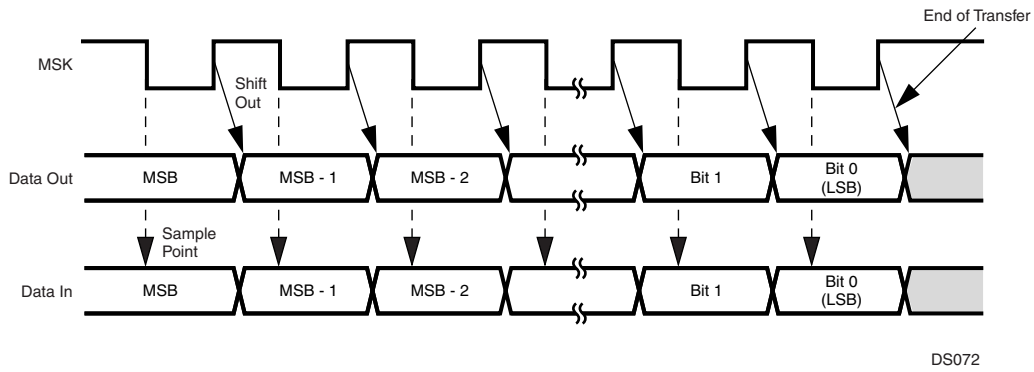 End of Transfer
MSK
Shift
Out
Data Out
MSB
MSB - 1
MSB - 2
Bit 1
Bit 0
(LSB)
Sample
Point
Data In
MSB
MSB - 1
MSB - 2
Bit 1
Bit 0
(LSB)
DS072